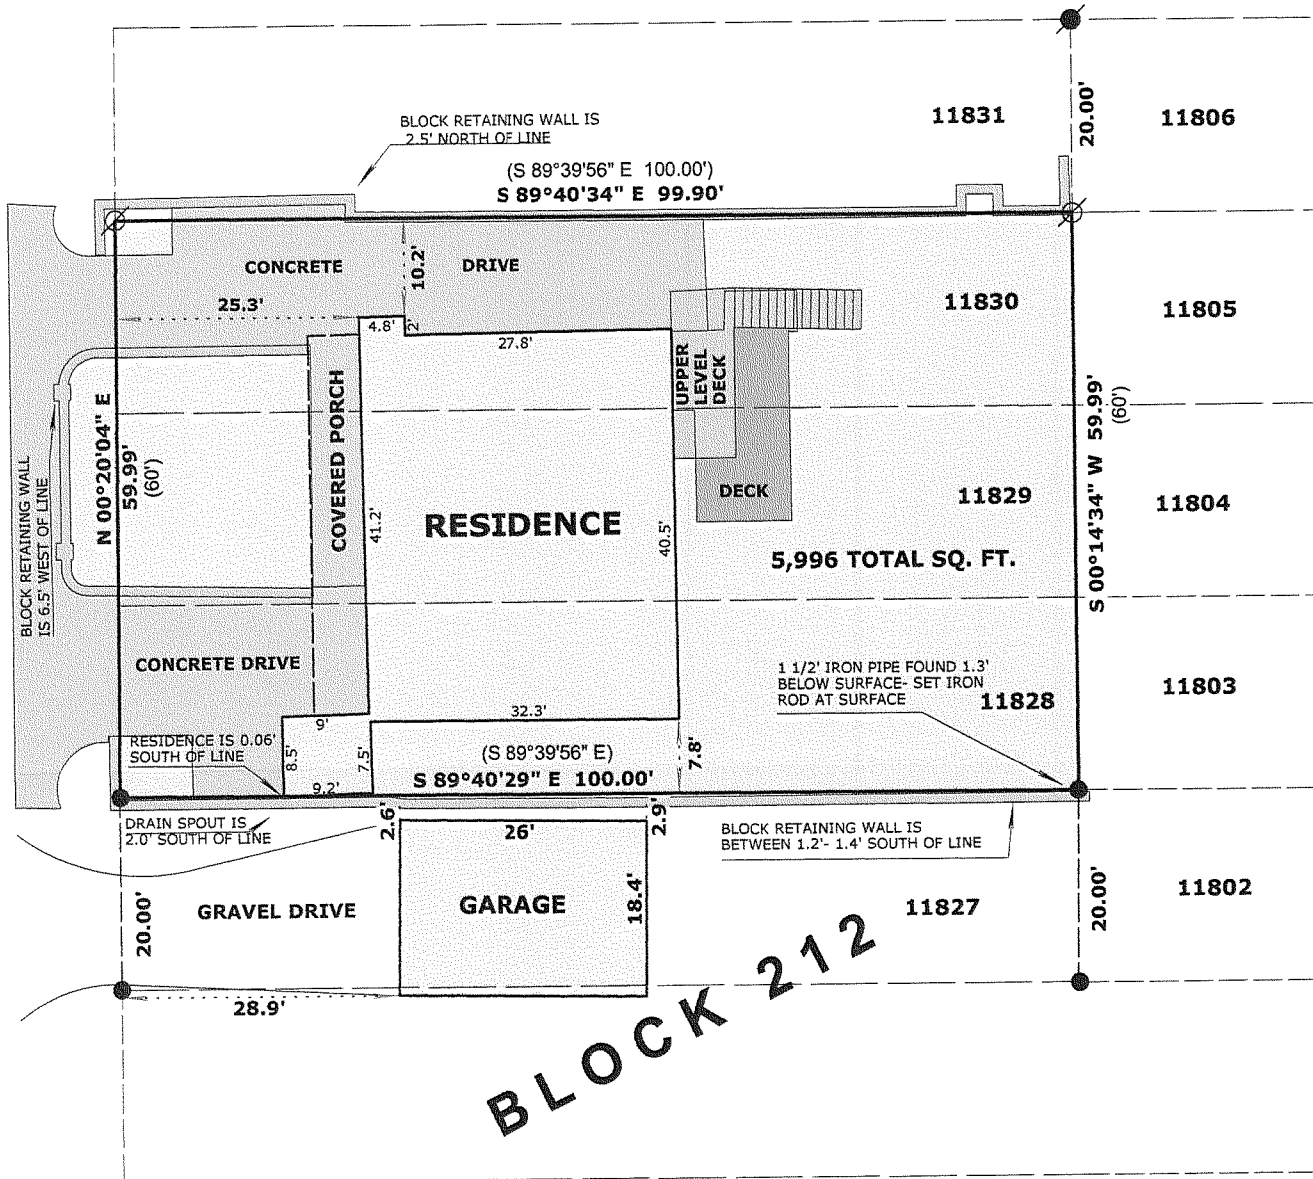 20.00'
11831
11806
BLOCK RETAINING WALL IS
2.5' NORTH OF LINE
(S 89°39'56" E 100.00')
S 89°40'34" E 99.90'
CONCRETE
DRIVE
10.2'
25.3'
11830
11805
4.8'
2'
27.8'
UPPER
LEVEL
DECK
COVERED PORCH
N 00°20'04" E
59.99'
(60')
S 00°14'34" W 59.99'
(60')
BLOCK RETAINING WALL
IS 6.5' WEST OF LINE
DECK
11829
11804
41.2'
RESIDENCE
40.5'
5,996 TOTAL SQ. FT.
CONCRETE DRIVE
1 1/2' IRON PIPE FOUND 1.3'
BELOW SURFACE- SET IRON
ROD AT SURFACE
11828
11803
9'
32.3'
RESIDENCE IS 0.06'
SOUTH OF LINE
8.5'
7.5'
(S 89°39'56" E)
S 89°40'29" E 100.00'
7.8'
9.2'
DRAIN SPOUT IS
2.0' SOUTH OF LINE
2.6'
26'
2.9'
BLOCK RETAINING WALL IS
BETWEEN 1.2'- 1.4' SOUTH OF LINE
20.00'
GRAVEL DRIVE
GARAGE
18.4'
11827
20.00'
11802
28.9'
BLOCK 212